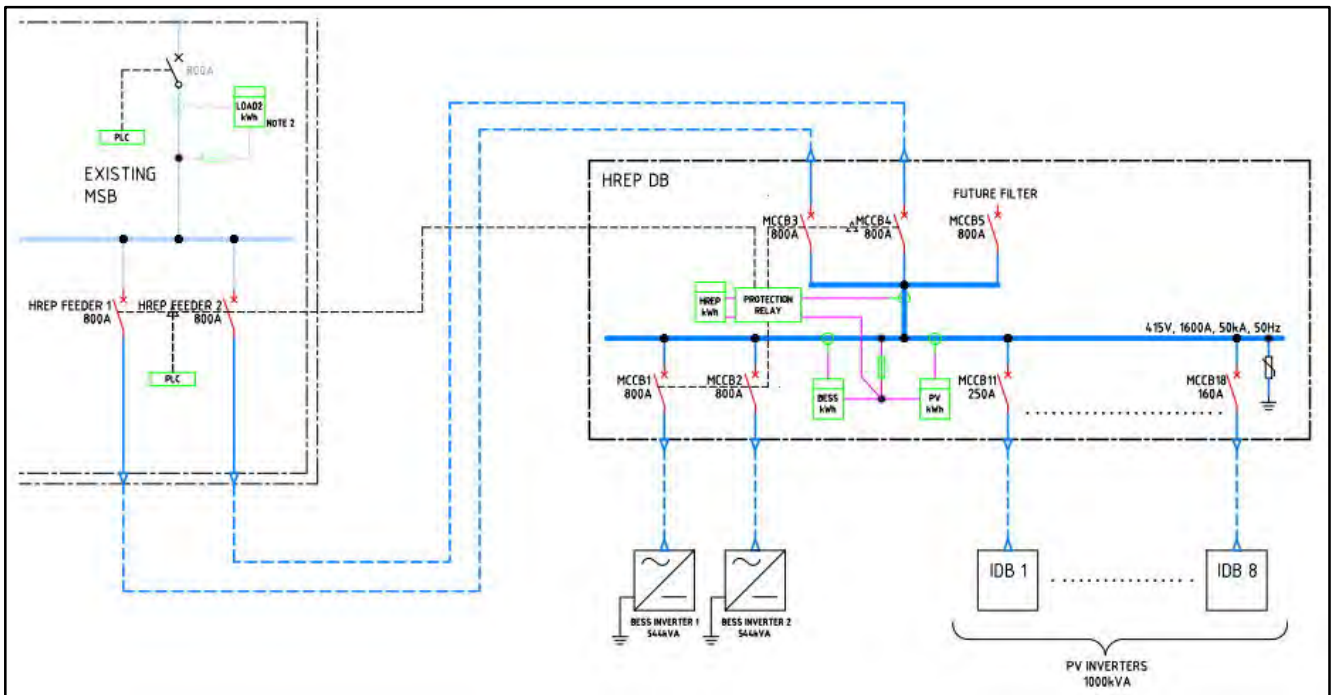 800A
LOAD2
kWh
NOTE 2
PLC
EXISTING
MSB
HREP FEEDER 1
800A
HREP FEEDER 2
800A
PLC
HREP DB
FUTURE FILTER
MCCB3
800A
MCCB4
800A
MCCB5
800A
HREP
kWh
PROTECTION
RELAY
415V, 1600A, 50kA, 50Hz
MCCB1
800A
MCCB2
800A
BESS
kWh
PV
kWh
MCCB11
250A
MCCB18
160A
BESS INVERTER 1
544kVA
BESS INVERTER 2
544kVA
IDB 1
IDB 8
PV INVERTERS
1000kVA